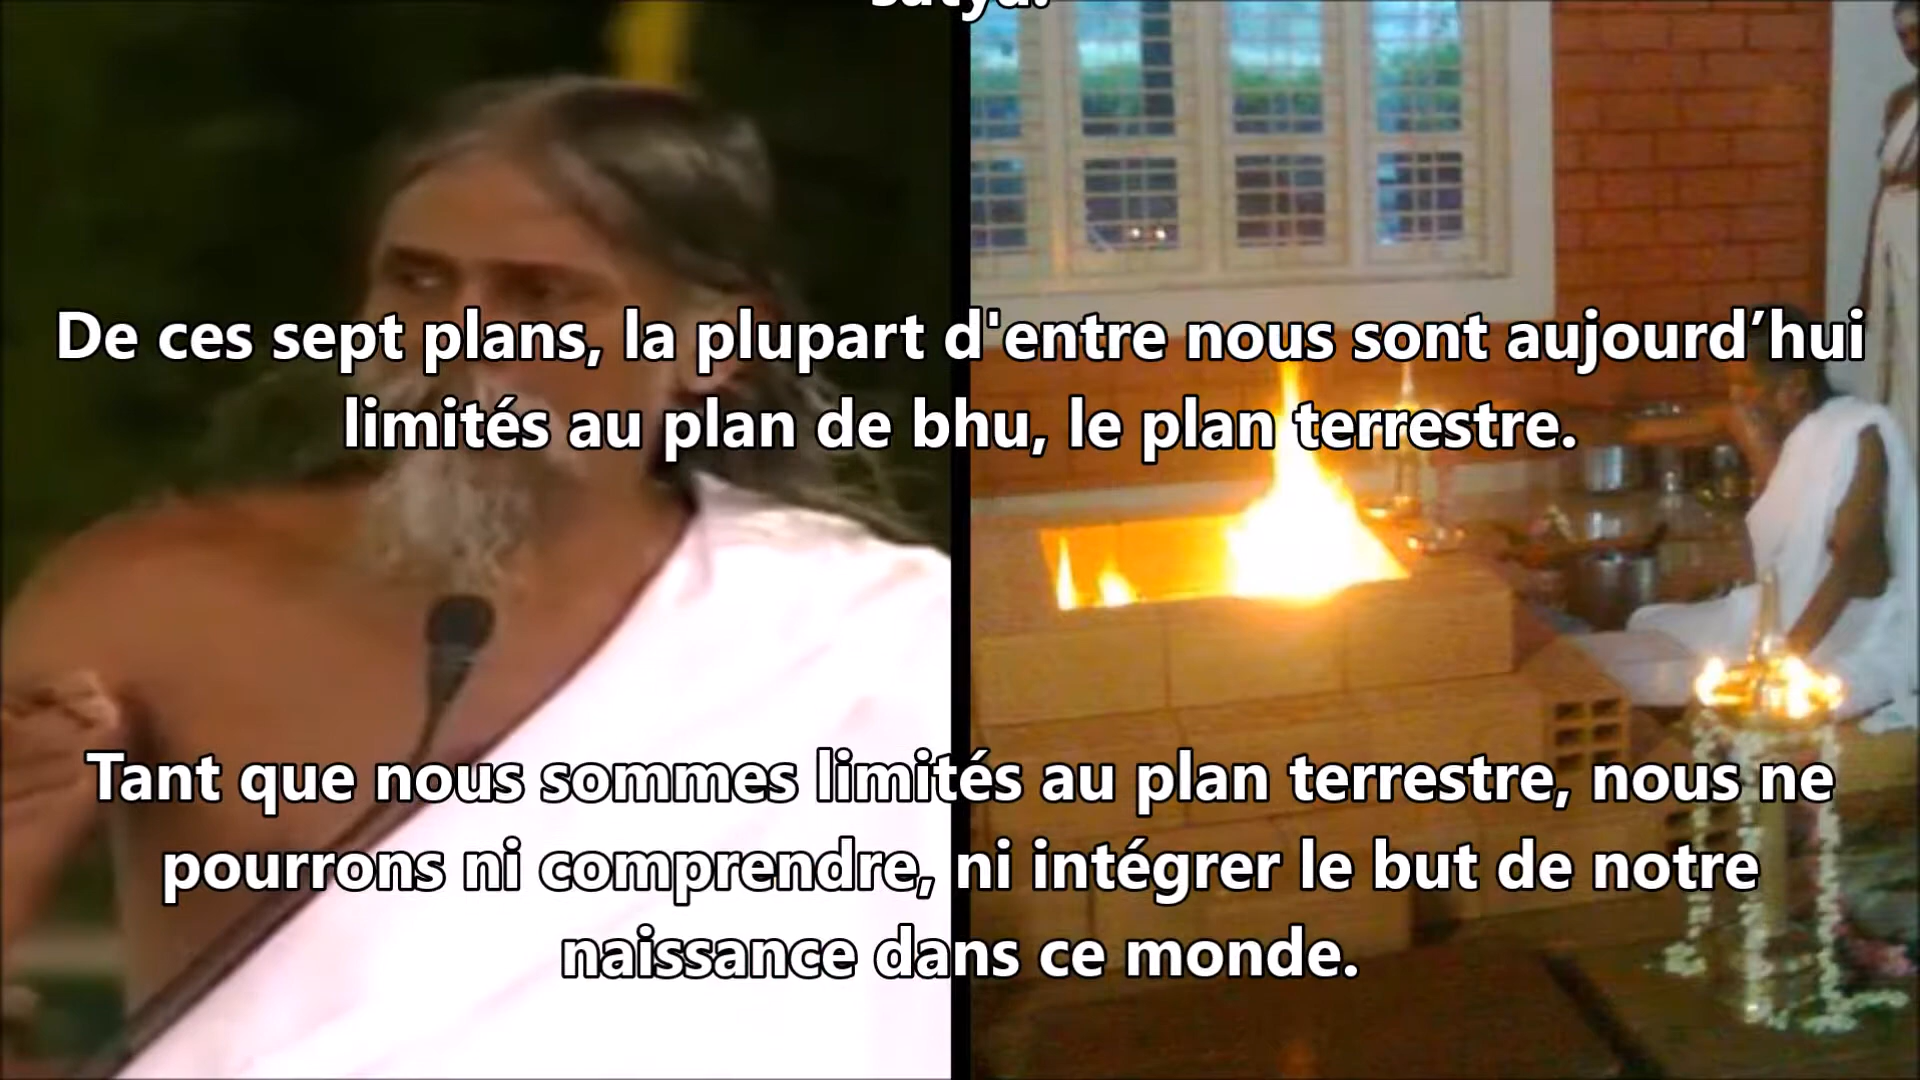 satya.
De ces sept plans, la plupart d'entre nous sont aujourd’hui
limités au plan de bhu, le plan terrestre.
Tant que nous sommes limités au plan terrestre, nous ne
pourrons ni comprendre, ni intégrer le but de notre
naissance dans ce monde.